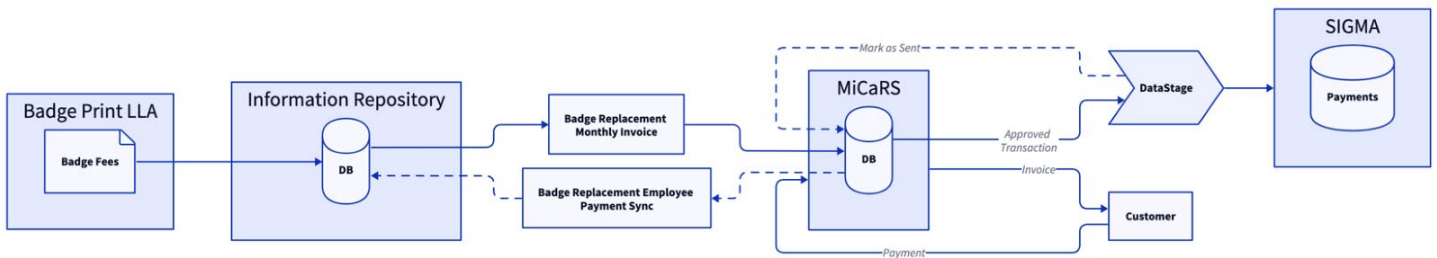 Badge Print LLA
Badge Fees
Information Repository
DB
Badge Replacement
Monthly Invoice
Badge Replacement Employee
Payment Sync
Mark as Sent
MiCaRS
DB
Approved
Transaction
Invoice
Payment
DataStage
Customer
SIGMA
Payments